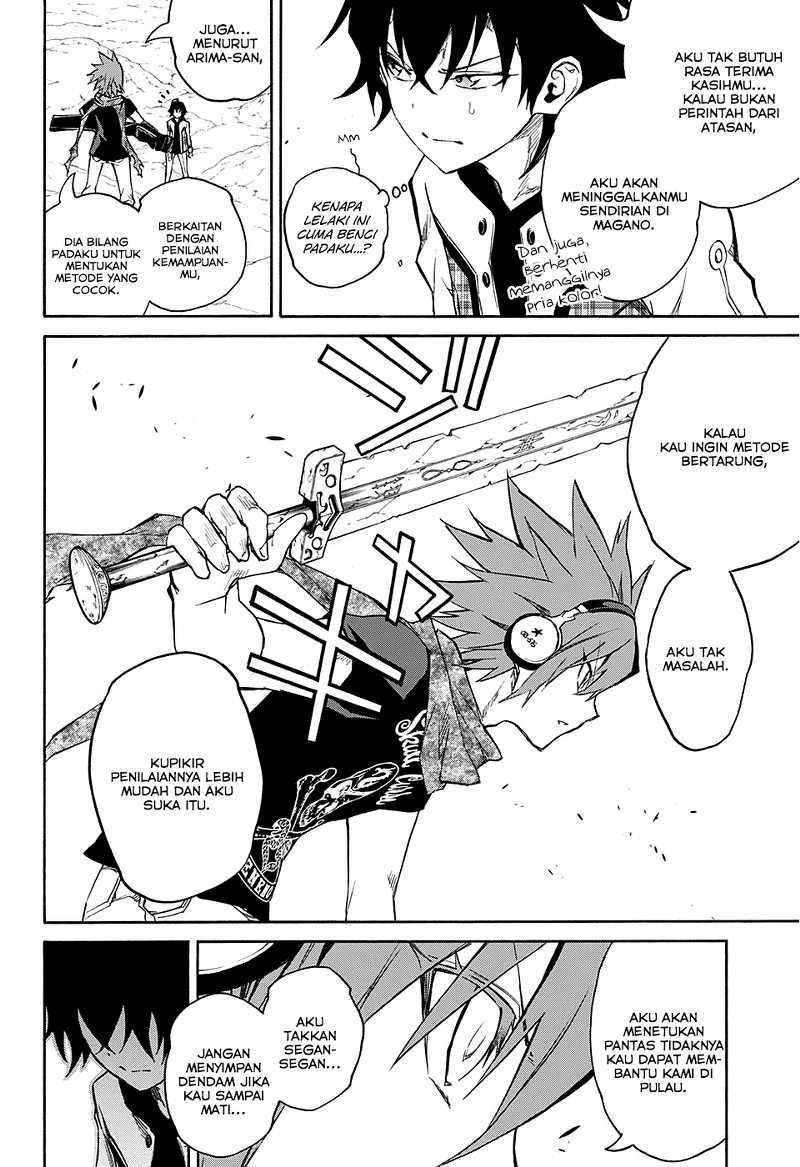 AKU TAK BUTUH
RASA TERIMA
KASIHMU...
KALAU BUKAN
PERINTAH DARI
ATASAN,
AKU AKAN
MENINGGALKANMU
SENDIRIAN DI
MAGANO.
Dan juga,
berhenti
memanggilnya
pria kolor!
Mm
KENAPA
LELAKI INI
CUMA BENCI
PADAKU...?
JUGA...
MENURUT
ARIMA-SAN,
BERKAITAN
DENGAN
PENILAIAN
KEMAMPUAN-
MU,
DIA BILANG
PADAKU UNTUK
MENTUKAN
METODE YANG
COCOK.
KALAU
KAU INGIN METODE
BERTARUNG,
AKU TAK
MASALAH.
KUPIKIR
PENILAIANNYA LEBIH
MUDAH DAN AKU
SUKA ITU.
AKU AKAN
MENETUKAN
PANTAS TIDAKNYA
KAU DAPAT MEM-
BANTU KAMI DI
PULAU.
AKU
TAKKAN
SEGAN-
SEGAN...
JANGAN
MENYIMPAN
DENDAM JIKA
KAU SAMPAI
MATI...